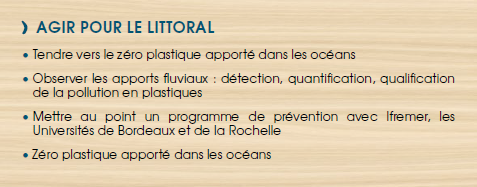 ❯ AGIR POUR LE LITTORAL
• Tendre vers le zéro plastique apporté dans les océans
• Observer les apports fluviaux : détection, quantification, qualification
de la pollution en plastiques
• Mettre au point un programme de prévention avec Ifremer, les
Universités de Bordeaux et de la Rochelle
• Zéro plastique apporté dans les océans